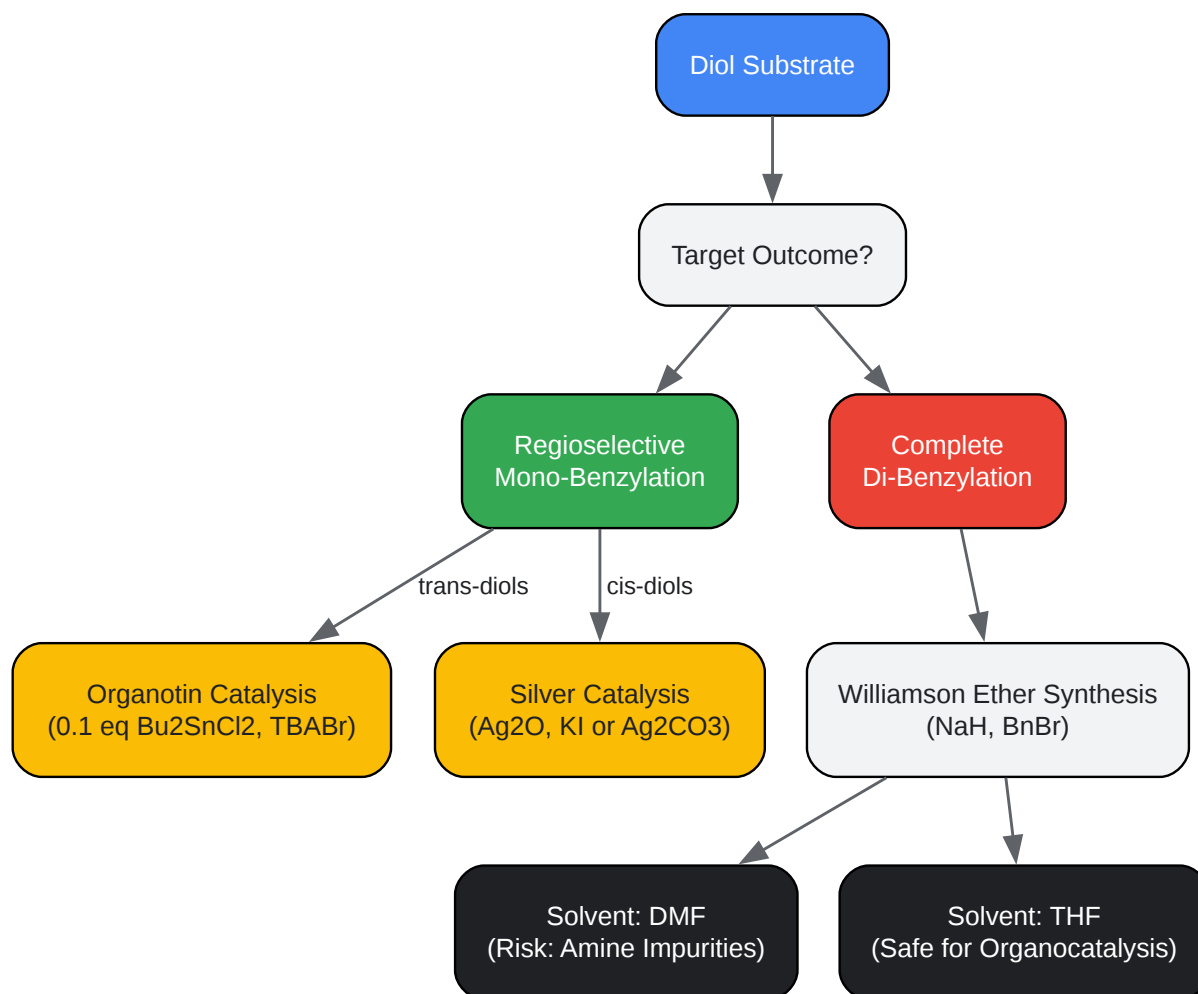 Diol Substrate
Target Outcome?
Regioselective
Mono-Benzylation
Complete
Di-Benzylation
trans-diols
cis-diols
Organotin Catalysis
(0.1 eq Bu2SnCl2, TBABr)
Silver Catalysis
(Ag2O, KI or Ag2CO3)
Williamson Ether Synthesis
(NaH, BnBr)
Solvent: DMF
(Risk: Amine Impurities)
Solvent: THF
(Safe for Organocatalysis)